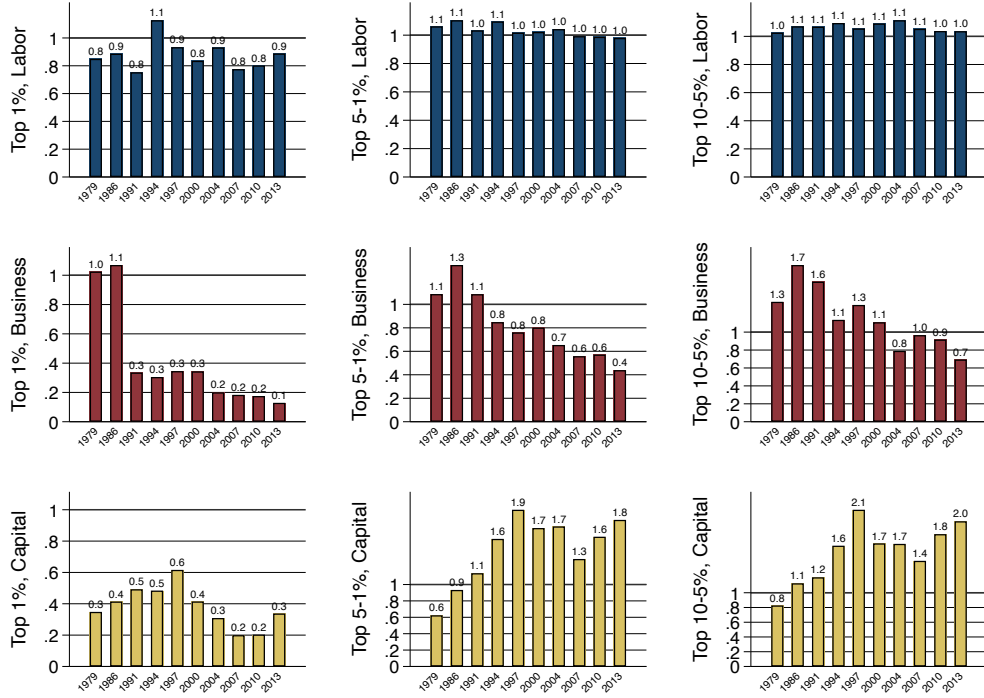 Top 1%, Labor
1
.8
.6
.4
.2
0
0.8 0.9 0.8 1.1 0.9 0.8 0.9 0.8 0.8 0.9
1979 1986 1991 1994 1997 2000 2004 2007 2010 2013
Top 5-1%, Labor
1
.8
.6
.4
.2
0
1.1 1.1 1.0 1.1 1.0 1.0 1.0 1.0 1.0 1.0
1979 1986 1991 1994 1997 2000 2004 2007 2010 2013
Top 10-5%, Labor
1
.8
.6
.4
.2
0
1.0 1.1 1.1 1.1 1.1 1.1 1.1 1.1 1.0 1.0
1979 1986 1991 1994 1997 2000 2004 2007 2010 2013
Top 1%, Business
1
.8
.6
.4
.2
0
1.0 1.1 0.3 0.3 0.3 0.3 0.2 0.2 0.2 0.1
1979 1986 1991 1994 1997 2000 2004 2007 2010 2013
Top 5-1%, Business
1
.8
.6
.4
.2
0
1.1 1.3 1.1 0.8 0.8 0.8 0.7 0.6 0.6 0.4
1979 1986 1991 1994 1997 2000 2004 2007 2010 2013
Top 10-5%, Business
1
.8
.6
.4
.2
0
1.3 1.7 1.6 1.1 1.3 1.1 0.8 1.0 0.9 0.7
1979 1986 1991 1994 1997 2000 2004 2007 2010 2013
Top 1%, Capital
1
.8
.6
.4
.2
0
0.3 0.4 0.5 0.5 0.6 0.4 0.3 0.2 0.2 0.3
1979 1986 1991 1994 1997 2000 2004 2007 2010 2013
Top 5-1%, Capital
1
.8
.6
.4
.2
0
0.6 0.9 1.1 1.6 1.9 1.7 1.7 1.3 1.6 1.8
1979 1986 1991 1994 1997 2000 2004 2007 2010 2013
Top 10-5%, Capital
1
.8
.6
.4
.2
0
0.8 1.1 1.2 1.6 2.1 1.7 1.7 1.4 1.8 2.0
1979 1986 1991 1994 1997 2000 2004 2007 2010 2013